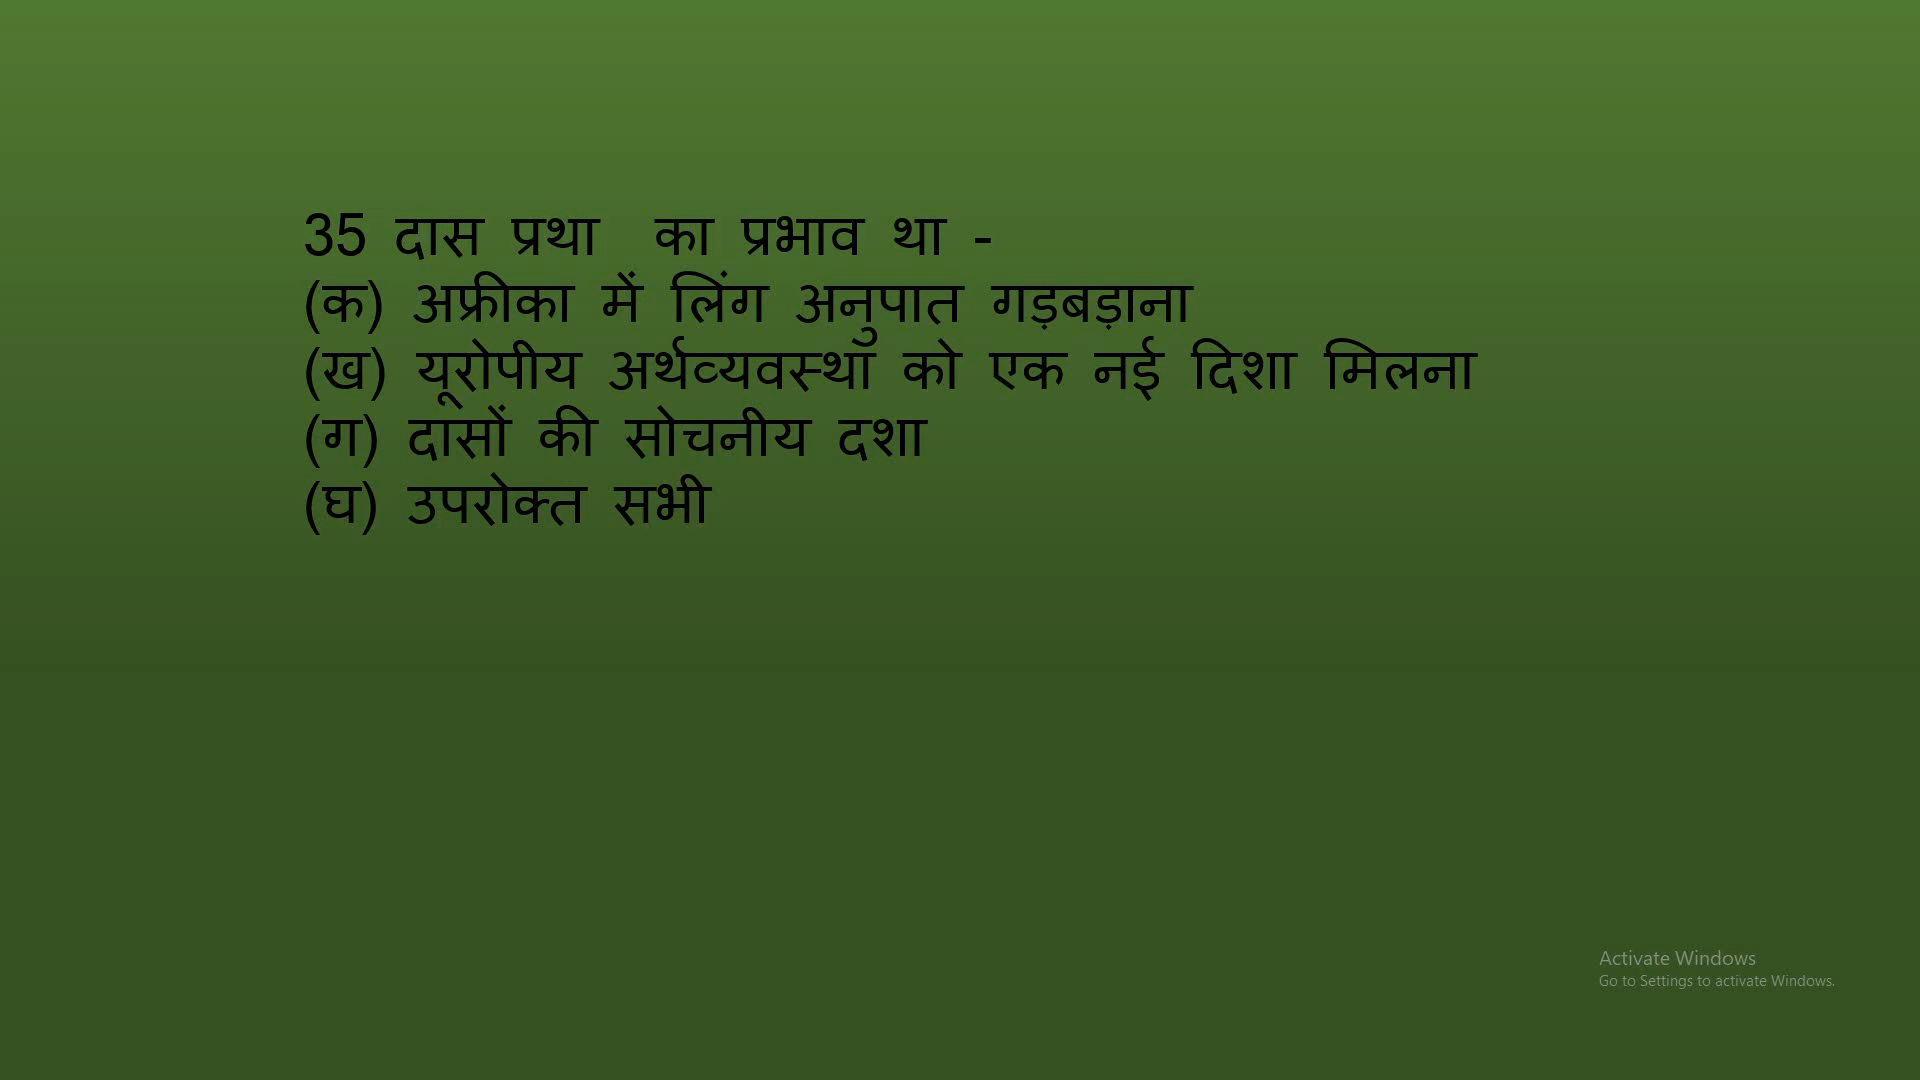 35 दास प्रथा का प्रभाव था -
(क) अफ्रीका में लिंग अनुपात गड़बड़ाना
(ख) यूरोपीय अर्थव्यवस्था को एक नई दिशा मिलना
(ग) दासों की सोचनीय दशा
(घ) उपरोक्त सभी
Activate Windows
Go to Settings to activate Windows.